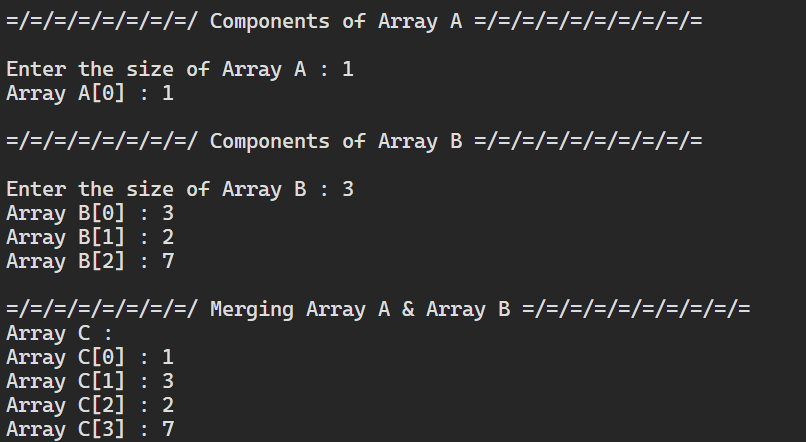 =/=/=/=/=/=/=/=/ Components of Array A =/=/=/=/=/=/=/=/=/=
Enter the size of Array A : 1
Array A[0] : 1
=/=/=/=/=/=/=/=/ Components of Array B =/=/=/=/=/=/=/=/=/=
Enter the size of Array B : 3
Array B[0] : 3
Array B[1] : 2
Array B[2] : 7
=/=/=/=/=/=/=/=/ Merging Array A & Array B =/=/=/=/=/=/=/=/=/=
Array C :
Array C[0] : 1
Array C[1] : 3
Array C[2] : 2
Array C[3] : 7